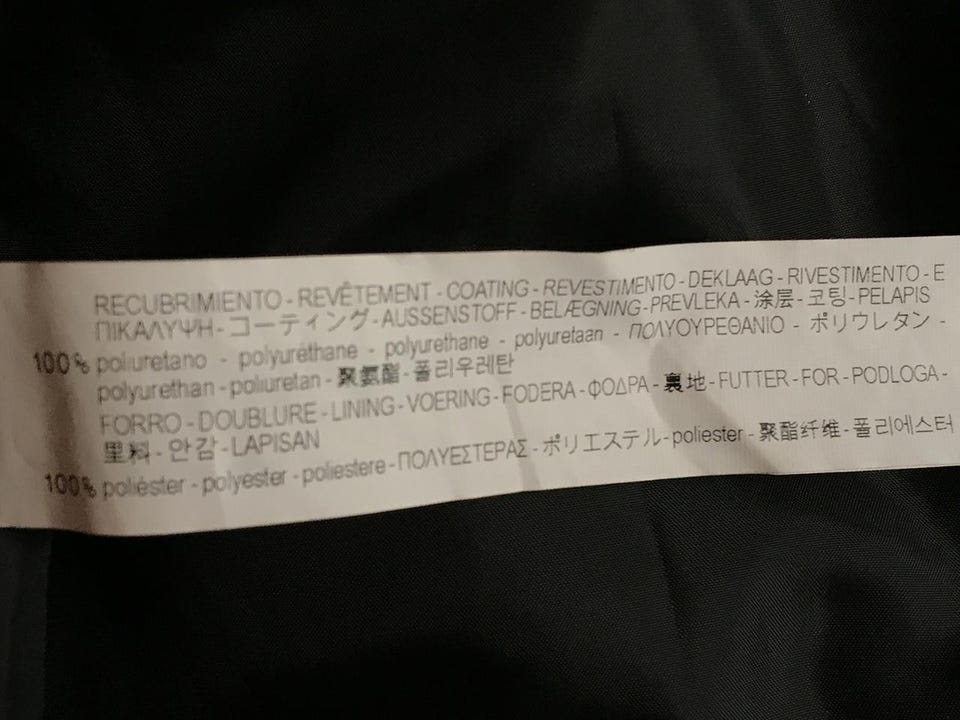 RECUBRIMIENTO - REVÊTEMENT - COATING - REVESTIMENTO - DEKLAAG - RIVESTIMENTO - E
ΠΙΚΑΛΥΨΗ - コーティング - AUSSENSTOFF - BELÆGNING - PREVLEKA - 涂层 - 코팅 - PELAPIS
100% poliuretano - polyuréthane - polyurethane - polyuretaan - ΠΟΛΥΟΥΡΕΘΑΝΙΟ - ポリウレタン -
polyurethan - poliuretan - 聚氨酯 - 폴리우레탄
FORRO - DOUBLURE - LINING - VOERING - FODERA - ΦΟΔΡΑ - 裏地 - FUTTER - FOR - PODLOGA -
里料 - 안감 - LAPISAN
100% poliéster - polyester - poliestere - ΠΟΛΥΕΣΤΕΡΑΣ - ポリエステル - poliester - 聚酯纤维 - 폴리에스터